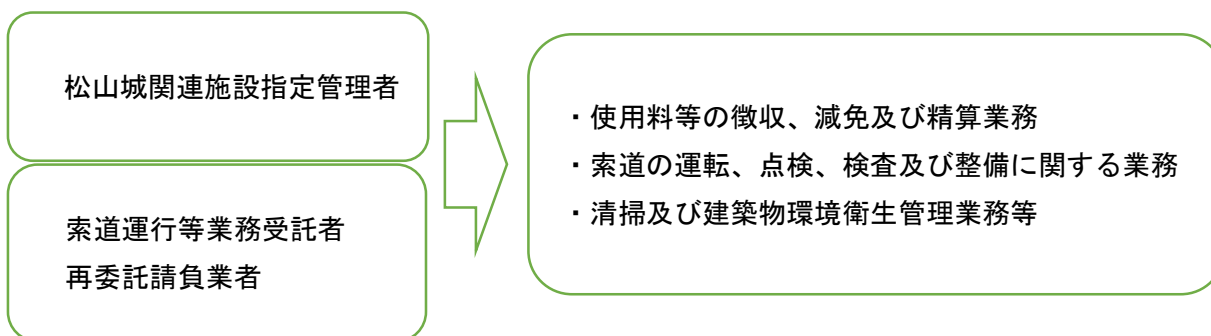 松山城関連施設指定管理者
索道運行等業務受託者
再委託請負業者
・使用料等の徴収、減免及び精算業務
・索道の運転、点検、検査及び整備に関する業務
・清掃及び建築物環境衛生管理業務等